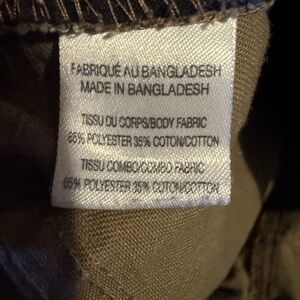 FABRIQUÉ AU BANGLADESH
MADE IN BANGLADESH
TISSU DU CORPS/BODY FABRIC
65% POLYESTER 35% COTON/COTTON
TISSU COMBO/COMBO FABRIC
65% POLYESTER 35% COTON/COTTON